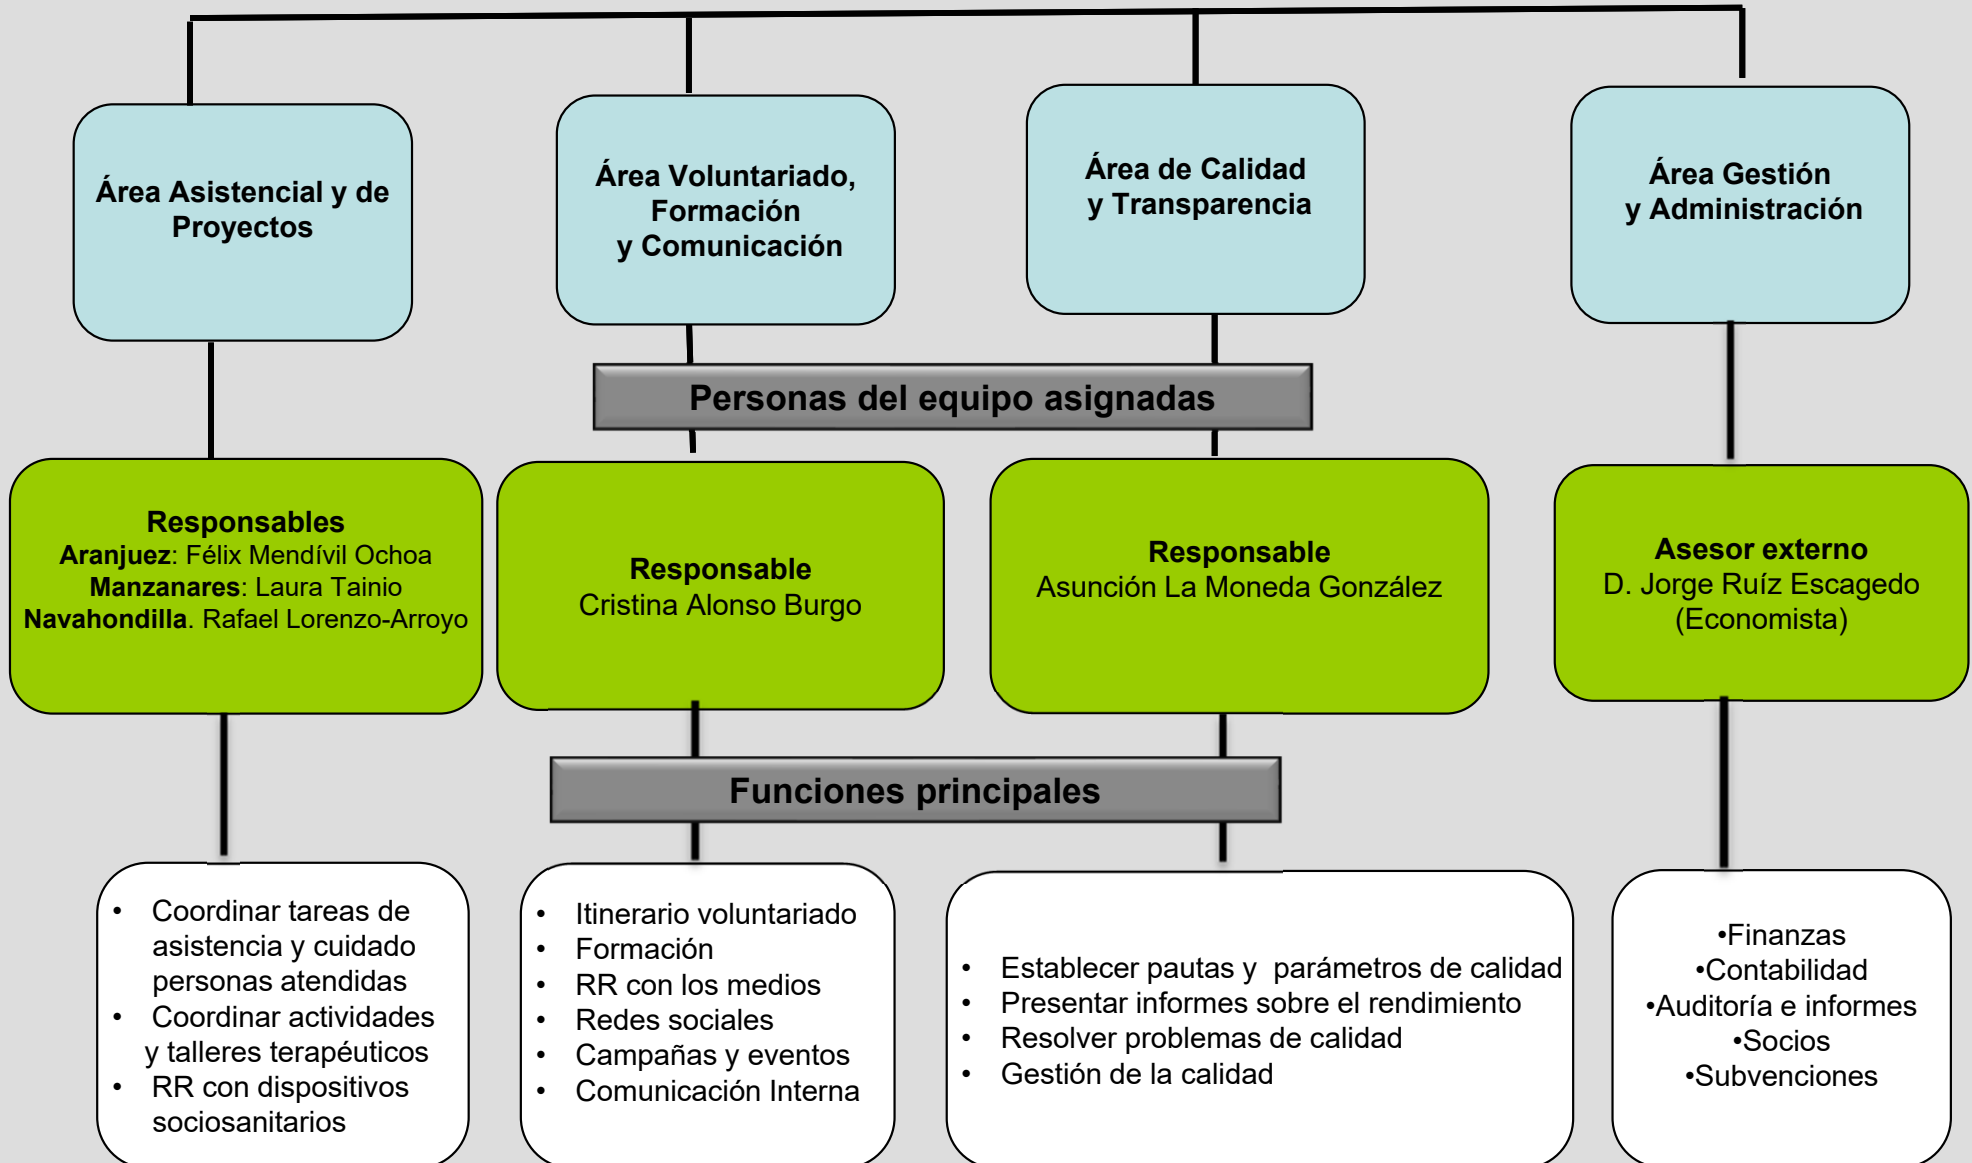 Área Asistencial y de
Proyectos
Área Voluntariado,
Formación
y Comunicación
Área de Calidad
y Transparencia
Área Gestión
y Administración
Personas del equipo asignadas
Responsables
Aranjuez: Félix Mendívil Ochoa
Manzanares: Laura Tainio
Navahondilla. Rafael Lorenzo-Arroyo
Responsable
Cristina Alonso Burgo
Responsable
Asunción La Moneda González
Asesor externo
D. Jorge Ruíz Escagedo
(Economista)
Funciones principales
• Coordinar tareas de
asistencia y cuidado
personas atendidas
• Coordinar actividades
y talleres terapéuticos
• RR con dispositivos
sociosanitarios
• Itinerario voluntariado
• Formación
• RR con los medios
• Redes sociales
• Campañas y eventos
• Comunicación Interna
• Establecer pautas y parámetros de calidad
• Presentar informes sobre el rendimiento
• Resolver problemas de calidad
• Gestión de la calidad
•Finanzas
•Contabilidad
•Auditoría e informes
•Socios
•Subvenciones